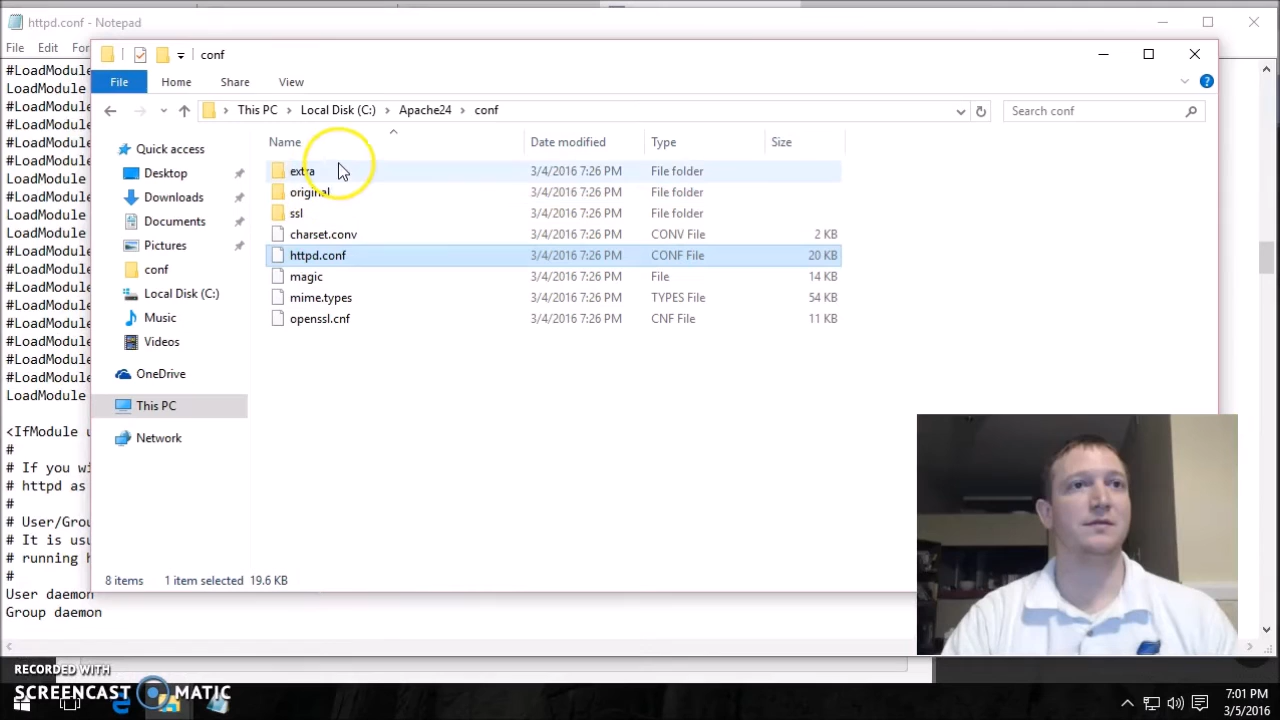 httpd.conf - Notepad
File Edit
conf
File Home Share View
This PC Local Disk (C:) Apache24 conf
Search conf
Quick access
Desktop
Downloads
Documents
Pictures
conf
Local Disk (C:)
Music
Videos
OneDrive
This PC
Network
Name Date modified Type Size
extra 3/4/2016 7:26 PM File folder
original 3/4/2016 7:26 PM File folder
ssl 3/4/2016 7:26 PM File folder
charset.conv 3/4/2016 7:26 PM CONV File 2 KB
httpd.conf 3/4/2016 7:26 PM CONF File 20 KB
magic 3/4/2016 7:26 PM File 14 KB
mime.types 3/4/2016 7:26 PM TYPES File 54 KB
openssl.cnf 3/4/2016 7:26 PM CNF File 11 KB
8 items 1 item selected 19.6 KB
#LoadModule
LoadModule
#LoadModule
#LoadModule
#LoadModule
#LoadModule
LoadModule
#LoadModule
LoadModule
LoadModule
#LoadModule
#LoadModule
#LoadModule
#LoadModule
#LoadModule
#LoadModule
#LoadModule
#LoadModule
LoadModule
<IfModule
#
# If you
# httpd as
#
# User/Grou
# It is usu
# running
#
User daemon
Group daemon
RECORDED WITH
SCREENCAST MATIC
7:01 PM
3/5/2016